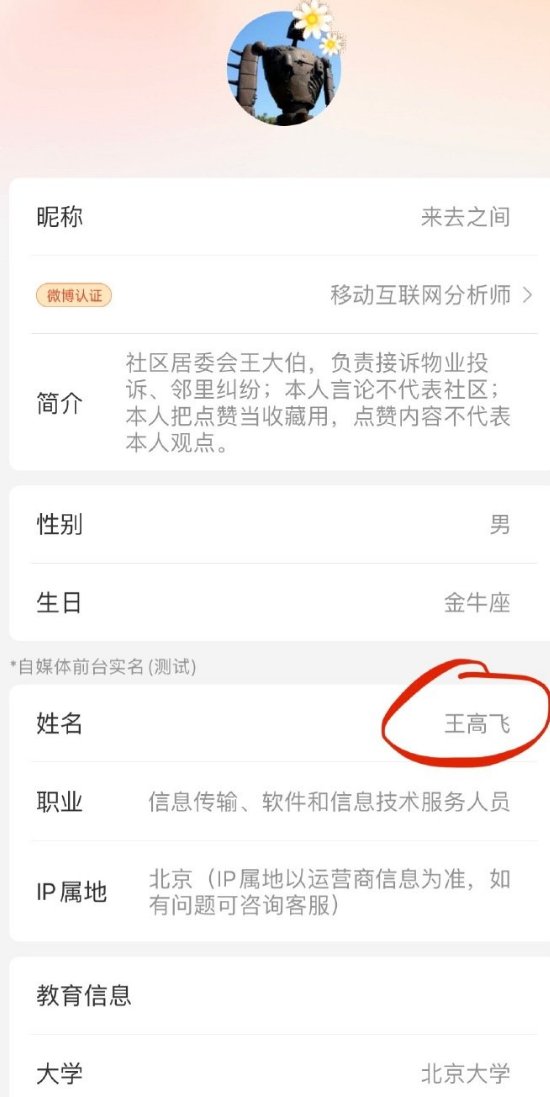 昵称
来去之间
微博认证
移动互联网分析师
简介
社区居委会王大伯，负责接诉物业投
诉、邻里纠纷；本人言论不代表社区；
本人把点赞当收藏用，点赞内容不代表
本人观点。
性别
男
生日
金牛座
*自媒体前台实名(测试)
姓名
王高飞
职业
信息传输、软件和信息技术服务人员
IP属地
北京（IP属地以运营商信息为准，如
有问题可咨询客服）
教育信息
大学
北京大学